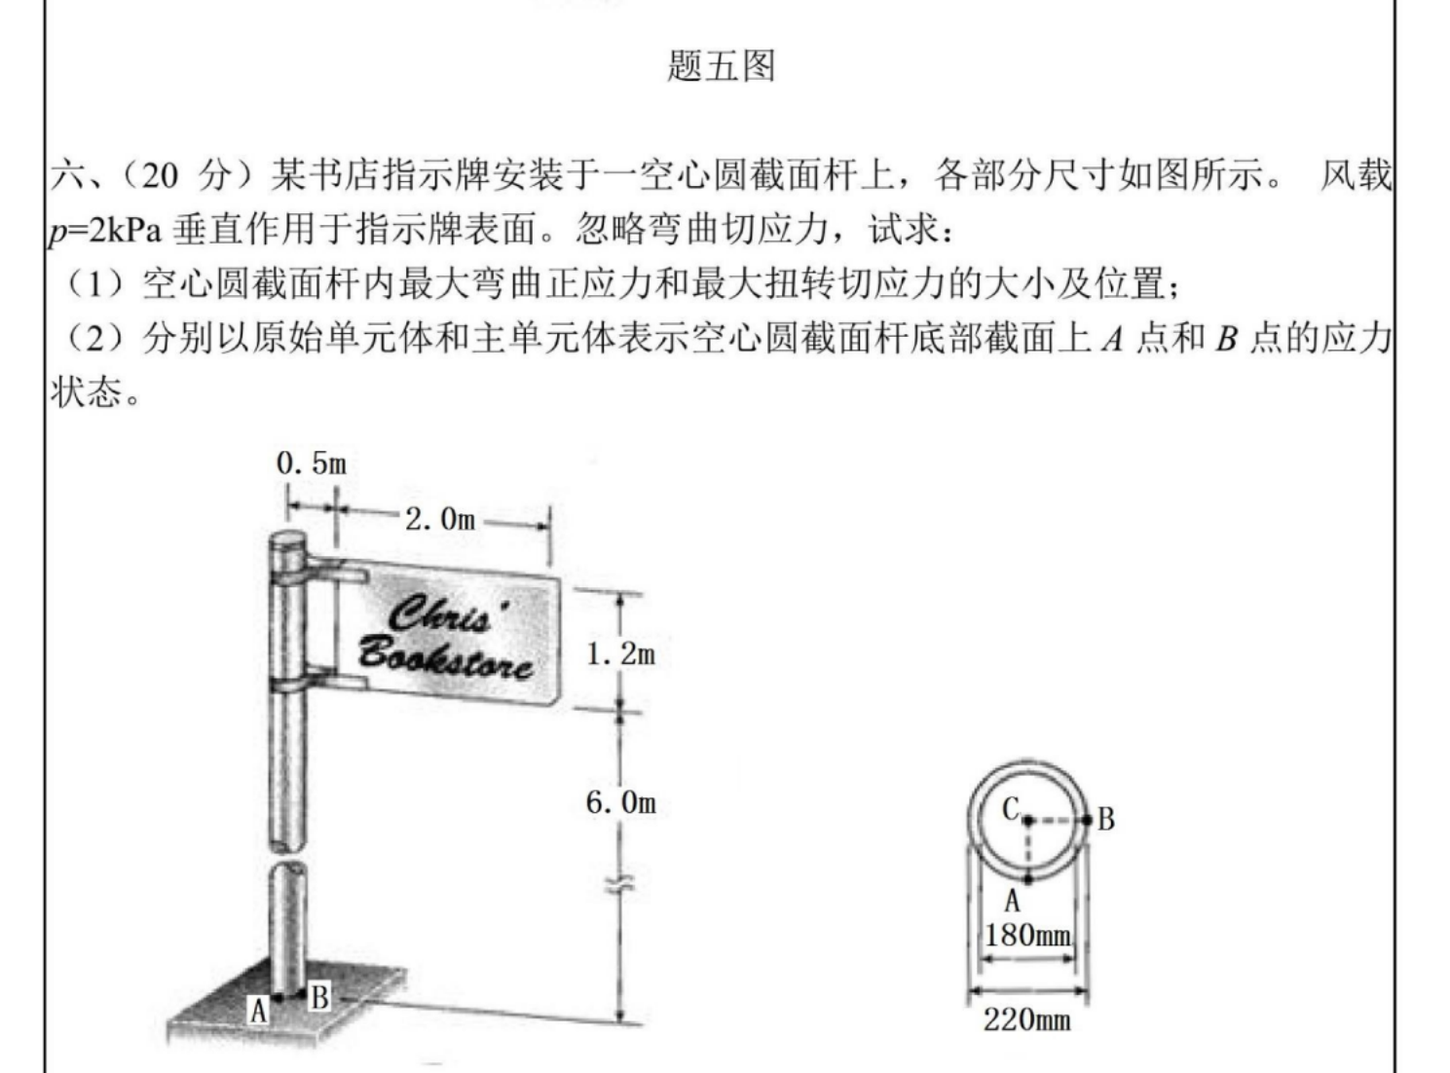 题五图
六、（20 分）某书店指示牌安装于一空心圆截面杆上，各部分尺寸如图所示。 风载
p=2kPa 垂直作用于指示牌表面。忽略弯曲切应力，试求：
（1）空心圆截面杆内最大弯曲正应力和最大扭转切应力的大小及位置；
（2）分别以原始单元体和主单元体表示空心圆截面杆底部截面上 A 点和 B 点的应力
状态。
0.5m
2.0m
Chris'
Bookstore
1.2m
6.0m
A
B
C
B
A
180mm
220mm